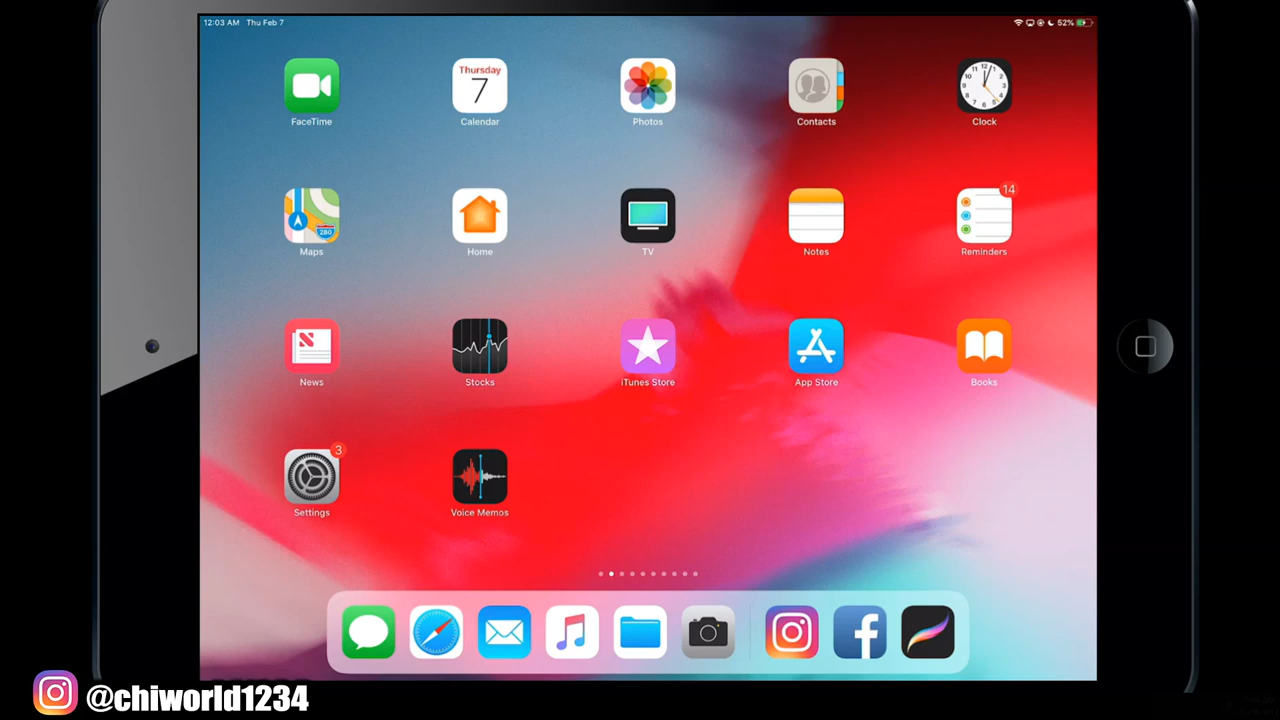 12:03 AM Thu Feb 7
52%
Thursday
7
FaceTime
Calendar
Photos
Contacts
Clock
280
14
Maps
Home
TV
Notes
Reminders
News
Stocks
iTunes Store
App Store
Books
3
Settings
Voice Memos
@chiworld1234